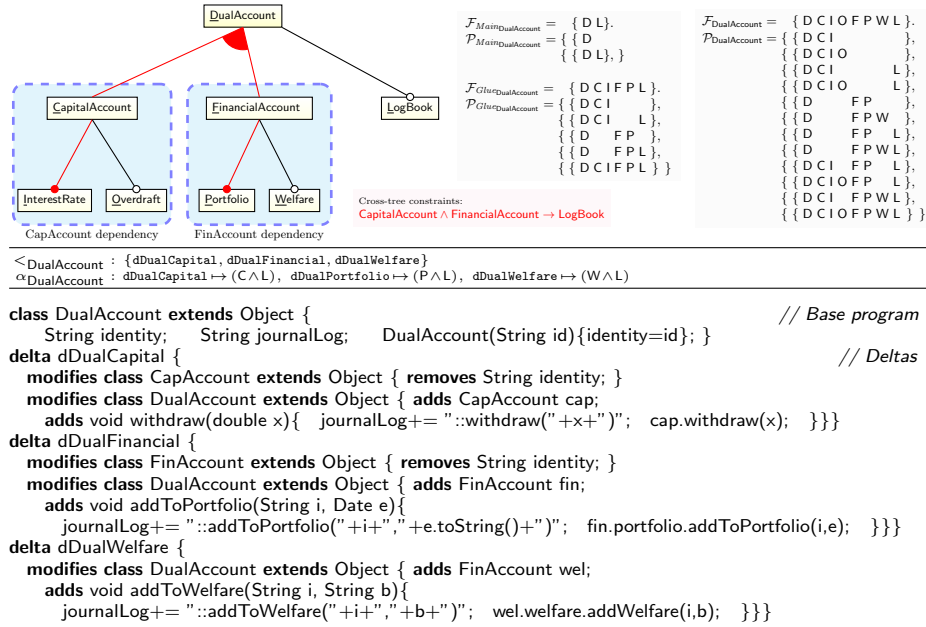 DualAccount
CapitalAccount
FinancialAccount
LogBook
InterestRate
Overdraft
Portfolio
Welfare
CapAccount dependency
FinAccount dependency
Cross-tree constraints:
CapitalAccount ∧ FinancialAccount → LogBook
F_MainDualAccount = { D L }.
P_MainDualAccount = { { D
{ { D L}, }
F_GlueDualAccount = { D C I F P L }.
P_GlueDualAccount = { { D C I },
{ { D C I L },
{ { D F P },
{ { D F P L },
{ { D C I F P L } }
F_DualAccount = { D C I O F P W L }.
P_DualAccount = { { D C I },
{ { D C I O },
{ { D C I L },
{ { D C I O L },
{ { D F P },
{ { D F P W },
{ { D F P L },
{ { D F P W L },
{ { D C I F P L },
{ { D C I O F P L },
{ { D C I F P W L },
{ { D C I O F P W L } }
<DualAccount : {dDualCapital, dDualFinancial, dDualWelfare}
αDualAccount : dDualCapital ↦ (C∧L), dDualPortfolio ↦ (P∧L), dDualWelfare ↦ (W∧L)
class DualAccount extends Object { // Base program
String identity; String journalLog; DualAccount(String id){identity=id}; }
delta dDualCapital { // Deltas
modifies class CapAccount extends Object { removes String identity; }
modifies class DualAccount extends Object { adds CapAccount cap;
adds void withdraw(double x){ journalLog+= "::withdraw("+x+")"; cap.withdraw(x); }}}
delta dDualFinancial {
modifies class FinAccount extends Object { removes String identity; }
modifies class DualAccount extends Object { adds FinAccount fin;
adds void addToPortfolio(String i, Date e){
journalLog+= "::addToPortfolio("+i+","+e.toString()+")"; fin.portfolio.addToPortfolio(i,e); }}}
delta dDualWelfare {
modifies class DualAccount extends Object { adds FinAccount wel;
adds void addToWelfare(String i, String b){
journalLog+= "::addToWelfare("+i+","+b+")"; wel.welfare.addWelfare(i,b); }}}